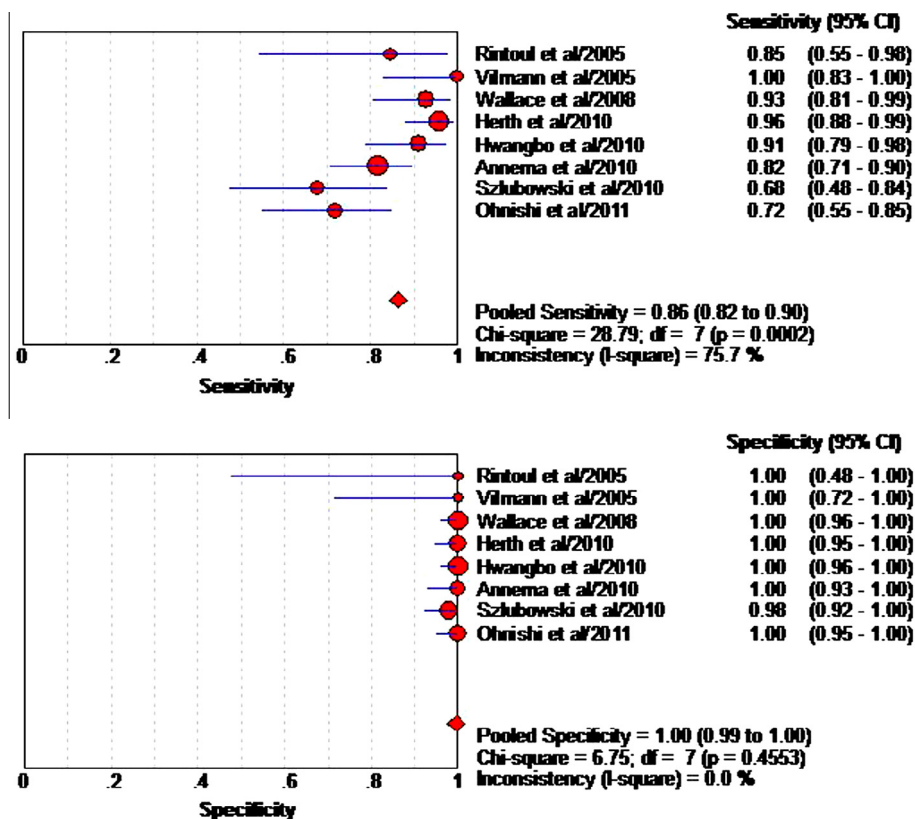 Sensitivity (95% CI)
Rintoul et al/2005 0.85 (0.55 - 0.98)
Vilmann et al/2005 1.00 (0.83 - 1.00)
Wallace et al/2008 0.93 (0.81 - 0.99)
Herth et al/2010 0.96 (0.88 - 0.99)
Hwangbo et al/2010 0.91 (0.79 - 0.98)
Annema et al/2010 0.82 (0.71 - 0.90)
Szlubowski et al/2010 0.68 (0.48 - 0.84)
Ohnishi et al/2011 0.72 (0.55 - 0.85)
Pooled Sensitivity = 0.86 (0.82 to 0.90)
Chi-square = 28.79; df = 7 (p = 0.0002)
Inconsistency (I-square) = 75.7 %
0 .2 .4 .6 .8 1
Sensitivity
Specificity (95% CI)
Rintoul et al/2005 1.00 (0.48 - 1.00)
Vilmann et al/2005 1.00 (0.72 - 1.00)
Wallace et al/2008 1.00 (0.96 - 1.00)
Herth et al/2010 1.00 (0.95 - 1.00)
Hwangbo et al/2010 1.00 (0.96 - 1.00)
Annema et al/2010 1.00 (0.93 - 1.00)
Szlubowski et al/2010 0.98 (0.92 - 1.00)
Ohnishi et al/2011 1.00 (0.95 - 1.00)
Pooled Specificity = 1.00 (0.99 to 1.00)
Chi-square = 6.75; df = 7 (p = 0.4553)
Inconsistency (I-square) = 0.0 %
0 .2 .4 .6 .8 1
Specificity